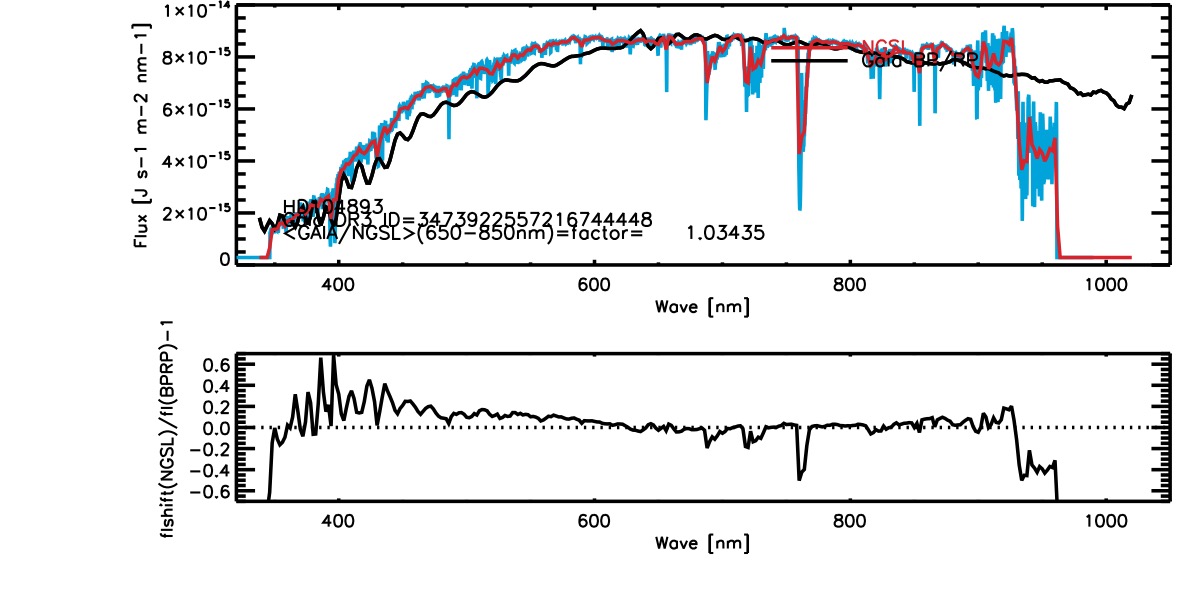 1×10⁻¹⁴
8×10⁻¹⁵
6×10⁻¹⁵
4×10⁻¹⁵
2×10⁻¹⁵
0
Flux [J s−1 m−2 nm−1]
NGSL
Gaia BP/RP
DR3 ID=3473922557216744448
<GAIA/NGSL>(650−850nm)=factor= 1.03435
400 600 800 1000
Wave [nm]
flshift(NGSL)/fl(BPRP)−1
0.6
0.4
0.2
0.0
−0.2
−0.4
−0.6
400 600 800 1000
Wave [nm]